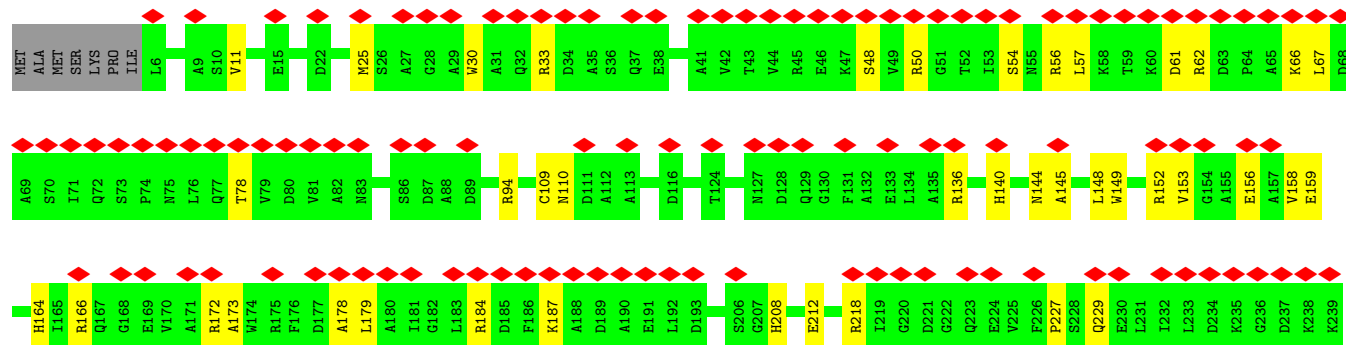 MET ALA MET SER LYS PRO ILE L6 A9 S10 V11 E15 D22 M25 S26 A27 G28 A29 W30 A31 Q32 R33 D34 A35 S36 Q37 E38 A41 V42 T43 V44 R45 E46 K47 S48 V49 R50 G51 T52 I53 S54 N55 R56 L57 K58 T59 K60 D61 R62 D63 P64 A65 K66 L67 D68
A69 S70 I71 Q72 S73 P74 N75 L76 Q77 T78 V79 D80 V81 A82 N83 S86 D87 A88 D89 R94 C109 N110 D111 A112 A113 D116 T124 N127 D128 Q129 G130 F131 A132 E133 L134 A135 R136 H140 N144 A145 L148 W149 R152 V153 G154 A155 E156 A157 V158 E159
H164 I165 R166 Q167 G168 E169 V170 A171 R172 A173 W174 R175 F176 D177 A178 L179 A180 I181 G182 L183 R184 D185 F186 K187 A188 D189 A190 E191 L192 D193 S206 G207 H208 E212 R218 I219 G220 D221 G222 Q223 E224 V225 F226 P227 S228 Q229 E230 L231 I232 L233 D234 K235 G236 D237 K238 K239